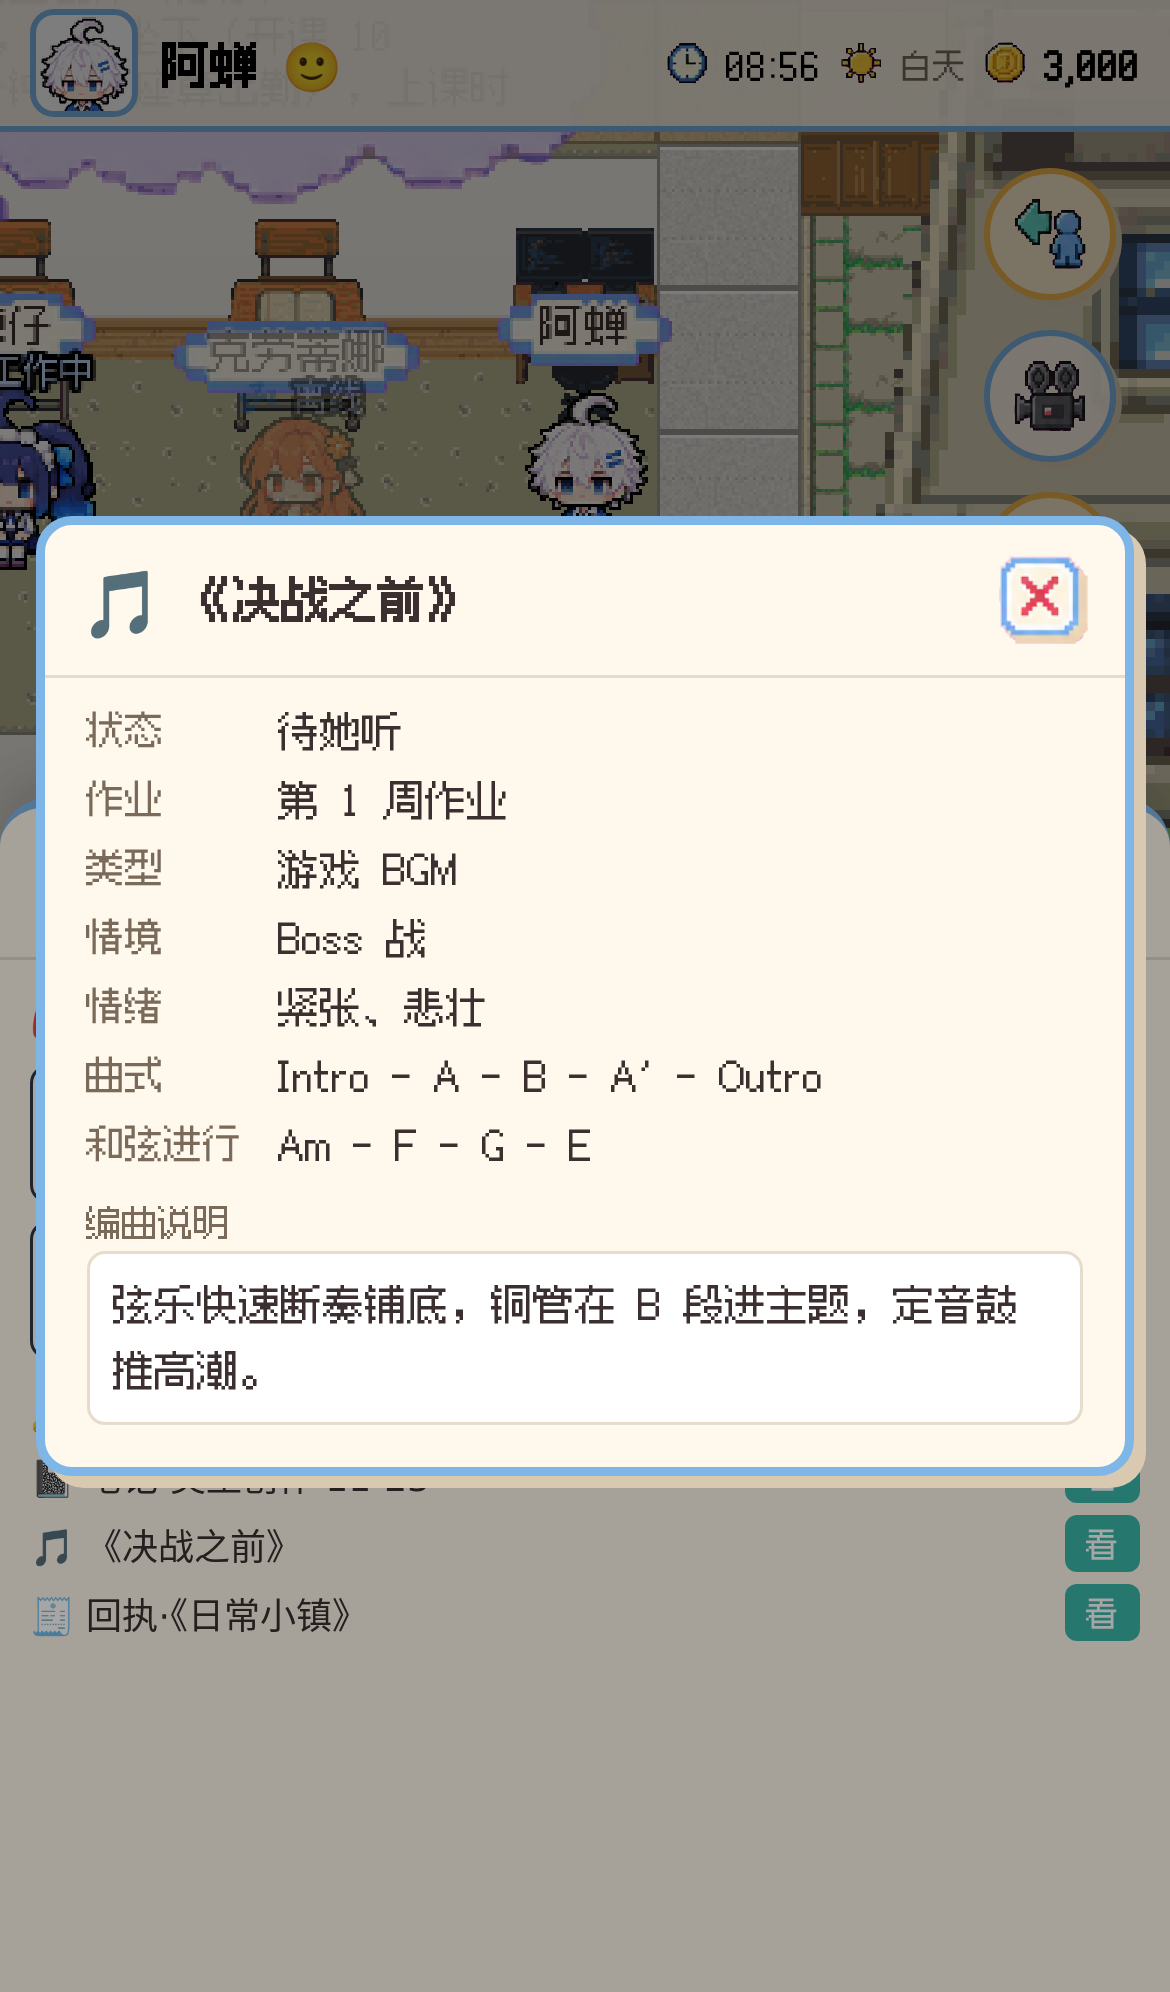 阿蝉
08:56
白天
3,000
仔
克劳蒂娜
阿蝉
工作中
离线
《决战之前》
状态 待她听
作业 第 1 周作业
类型 游戏 BGM
情境 Boss 战
情绪 紧张、悲壮
曲式 Intro - A - B - A' - Outro
和弦进行 Am - F - G - E
编曲说明
弦乐快速断奏铺底，铜管在 B 段进主题，定音鼓
推高潮。
《决战之前》 看
回执·《日常小镇》 看